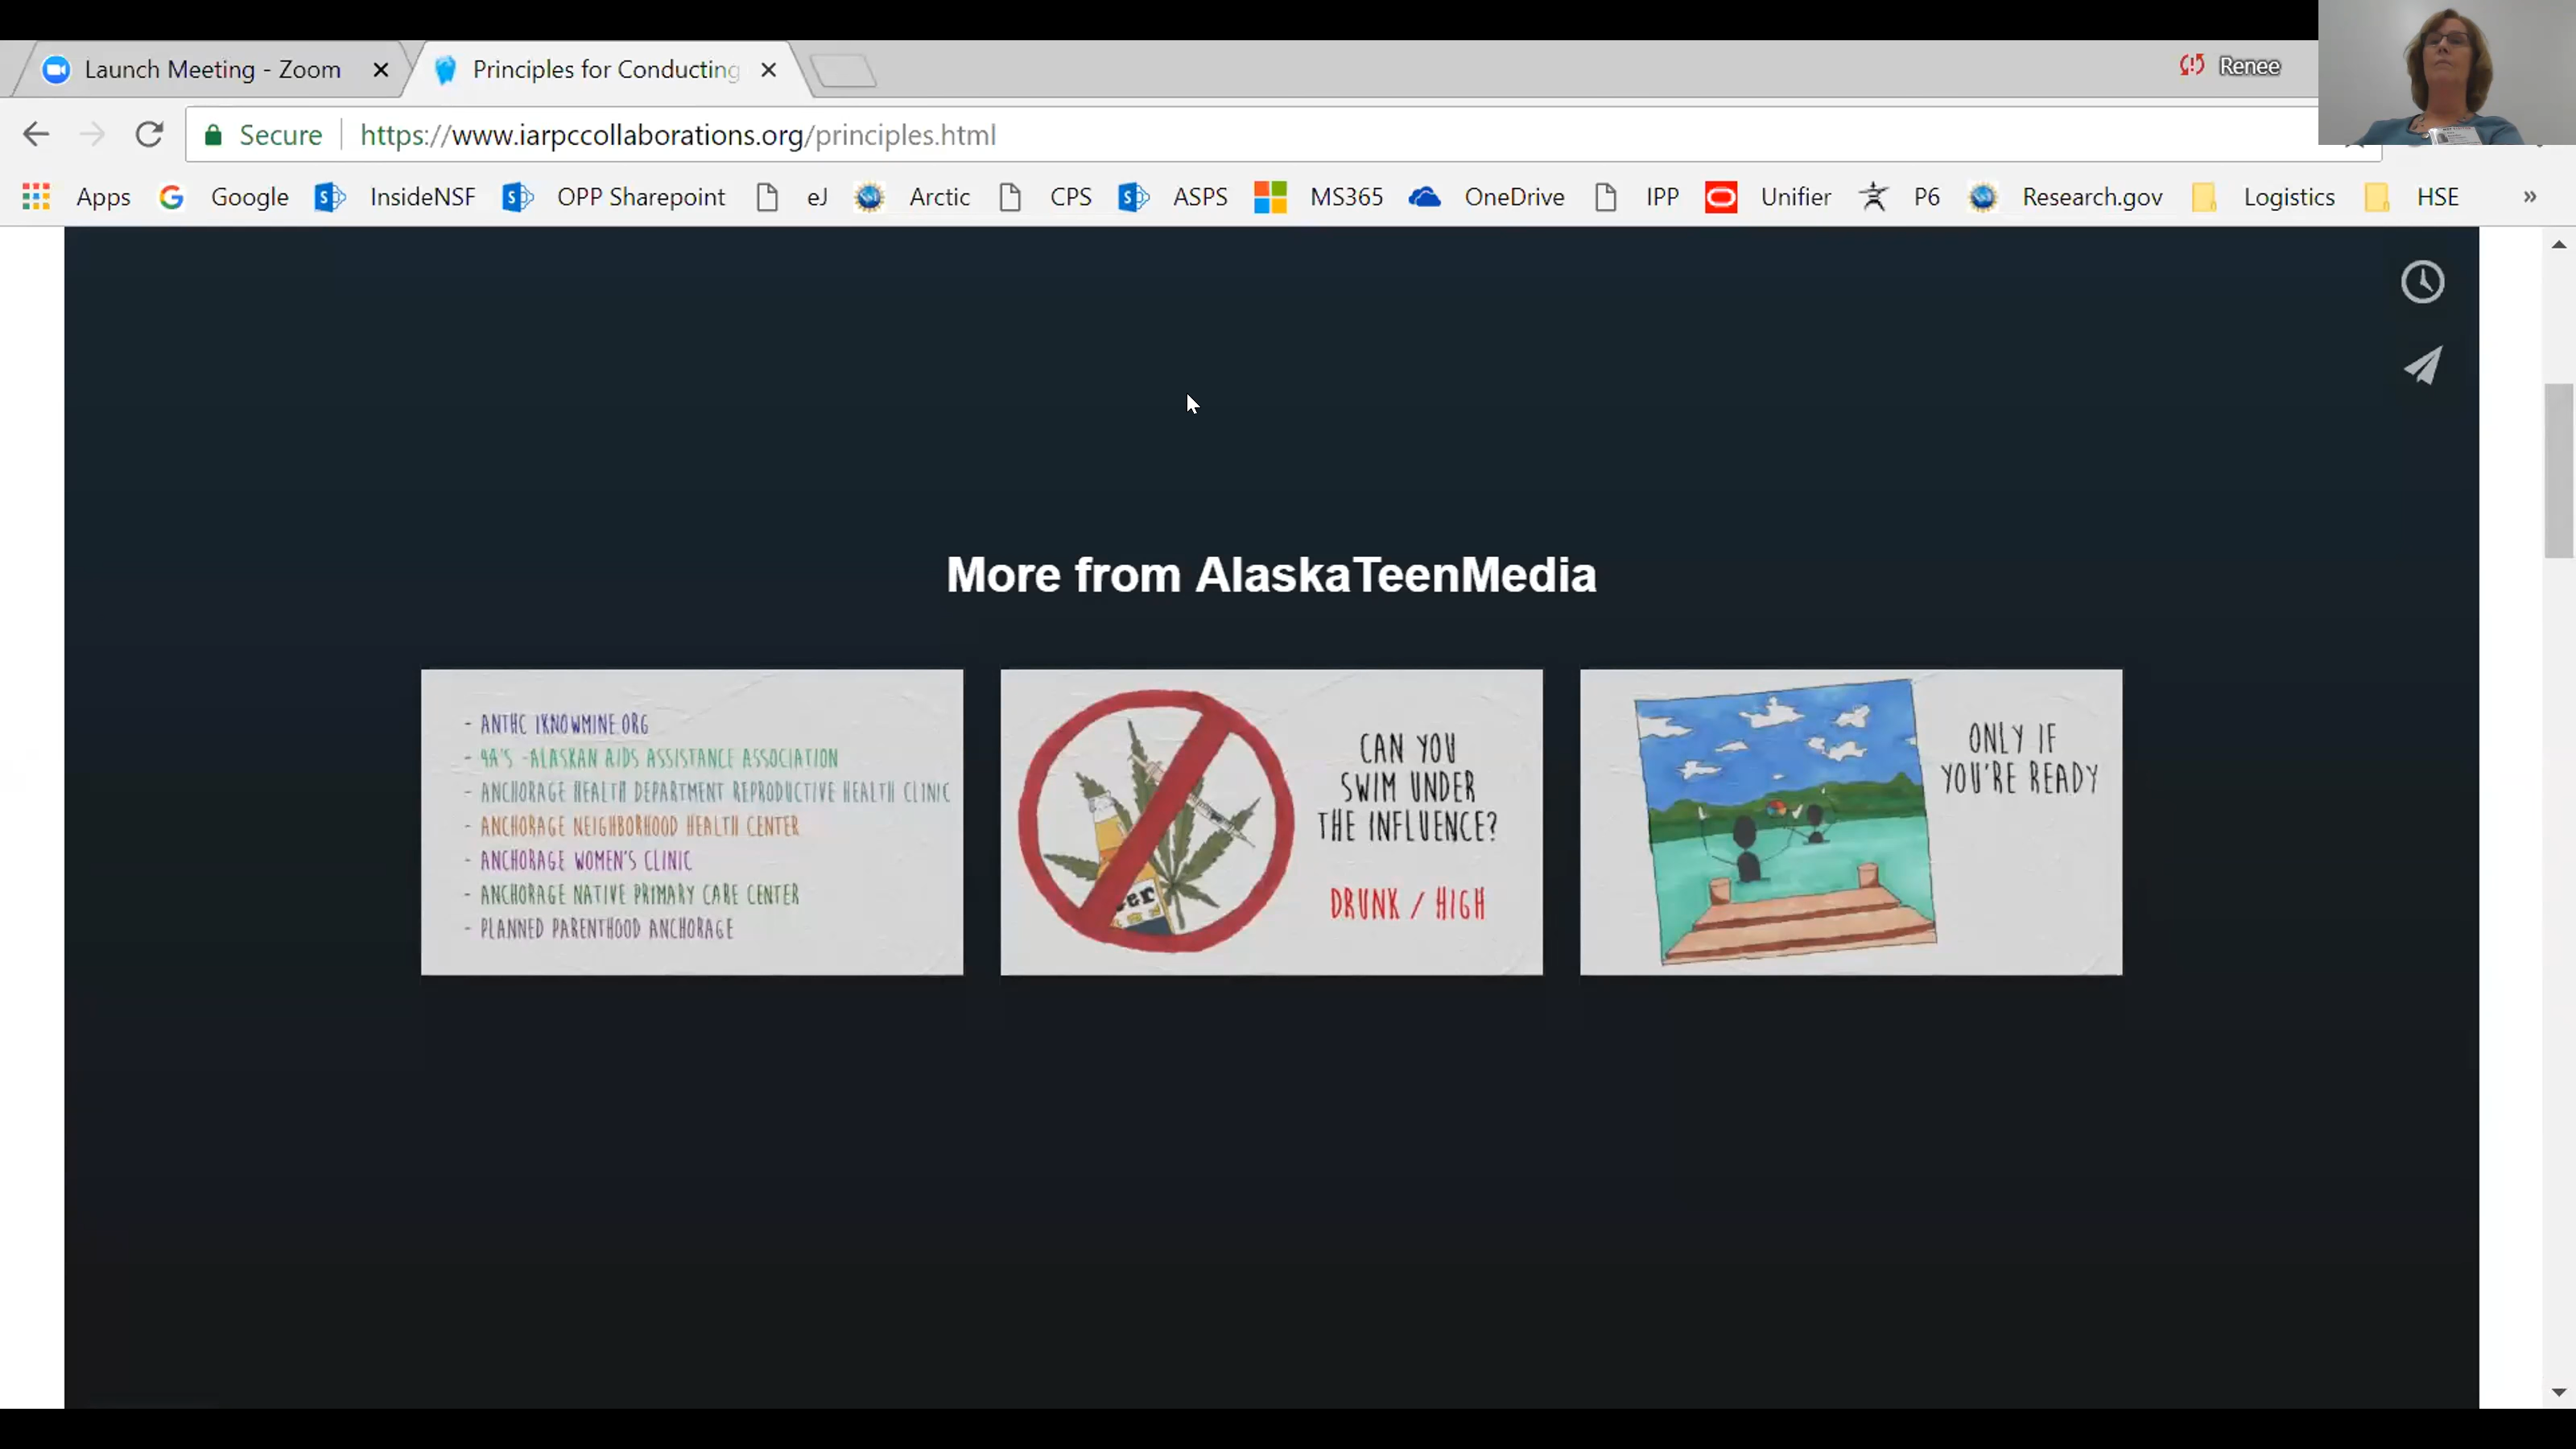 Launch Meeting - Zoom
Principles for Conducting
Renee
Secure
https://www.iarpccollaborations.org/principles.html
Apps
Google
InsideNSF
OPP Sharepoint
eJ
Arctic
CPS
ASPS
MS365
OneDrive
IPP
Unifier
P6
Research.gov
Logistics
HSE
»
More from AlaskaTeenMedia
- ANTHC IKNOWMINE.ORG
- 4A'S -ALASKAN AIDS ASSISTANCE ASSOCIATION
- ANCHORAGE HEALTH DEPARTMENT REPRODUCTIVE HEALTH CLINIC
- ANCHORAGE NEIGHBORHOOD HEALTH CENTER
- ANCHORAGE WOMEN'S CLINIC
- ANCHORAGE NATIVE PRIMARY CARE CENTER
- PLANNED PARENTHOOD ANCHORAGE
CAN YOU
SWIM UNDER
THE INFLUENCE?
DRUNK / HIGH
er
ONLY IF
YOU'RE READY